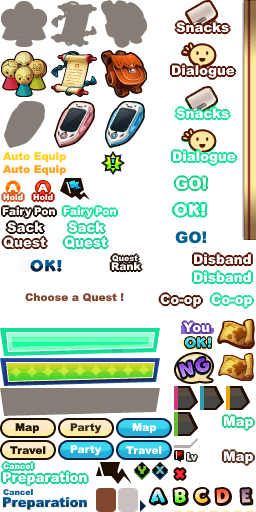 Snacks
Dialogue
Snacks
Dialogue
Auto Equip
Auto Equip
A Hold
A Hold
GO!
Fairy Pon
Fairy Pon
OK!
Sack Quest
Sack Quest
GO!
OK!
Quest Rank
Disband
Disband
Choose a Quest !
Co-op
Co-op
You OK!
NG
Map
Party
Map
Map
Travel
Party
Travel
Lv
Map
Cancel
Preparation
Y
X
Cancel
Preparation
A
B
C
D
E